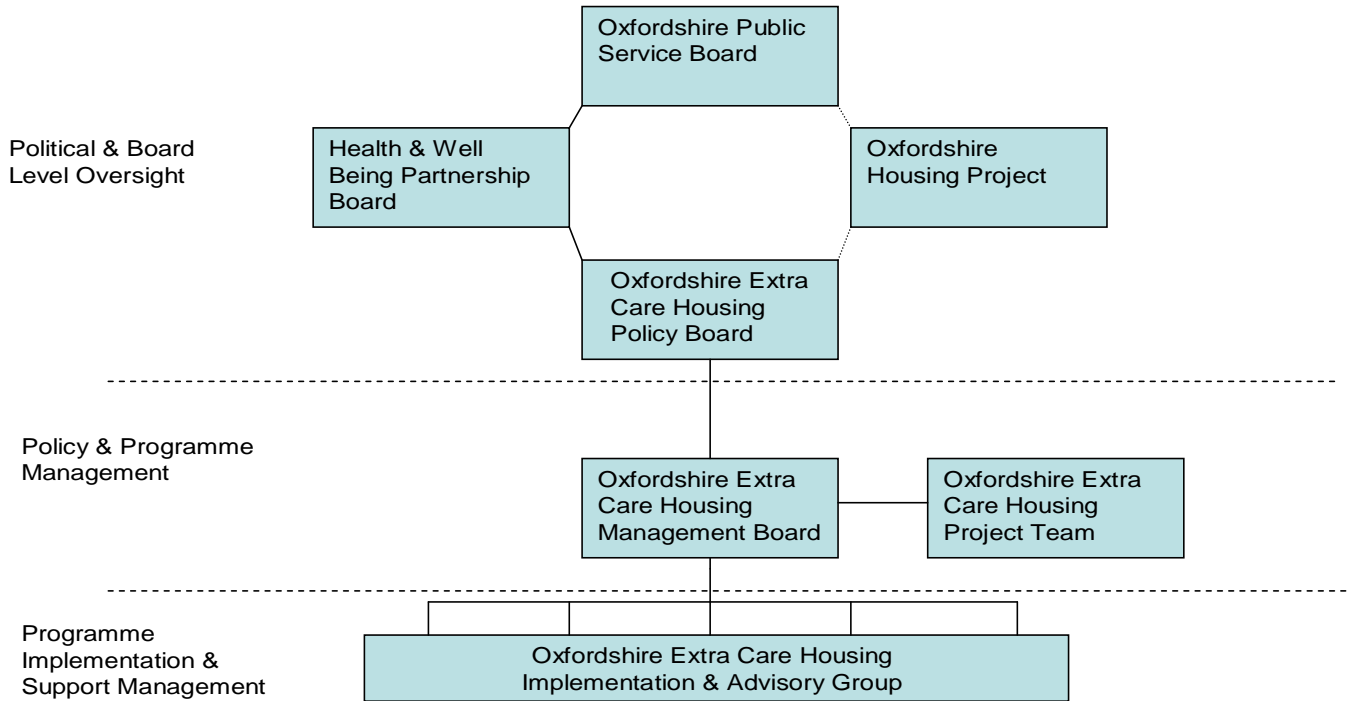 Oxfordshire Public
Service Board
Political & Board
Level Oversight
Health & Well
Being Partnership
Board
Oxfordshire
Housing Project
Oxfordshire Extra
Care Housing
Policy Board
Policy & Programme
Management
Oxfordshire Extra
Care Housing
Management Board
Oxfordshire Extra
Care Housing
Project Team
Programme
Implementation &
Support Management
Oxfordshire Extra Care Housing
Implementation & Advisory Group